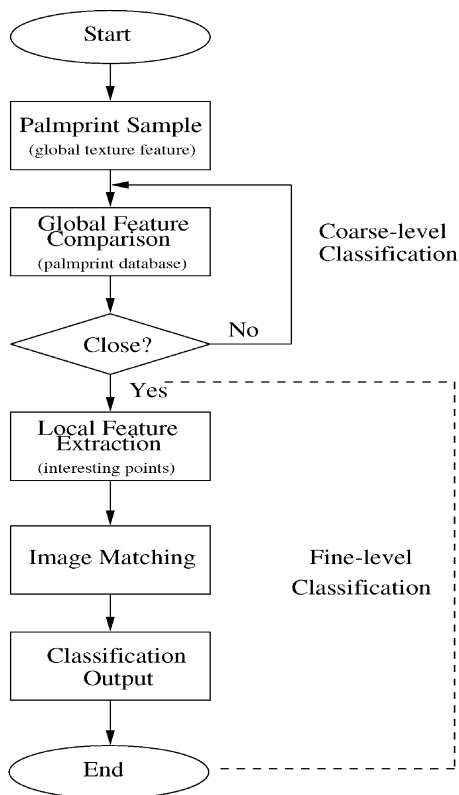 Start
Palmprint Sample
(global texture feature)
Global Feature
Comparison
(palmprint database)
Coarse-level
Classification
Close?
No
Yes
Local Feature
Extraction
(interesting points)
Image Matching
Fine-level
Classification
Classification
Output
End